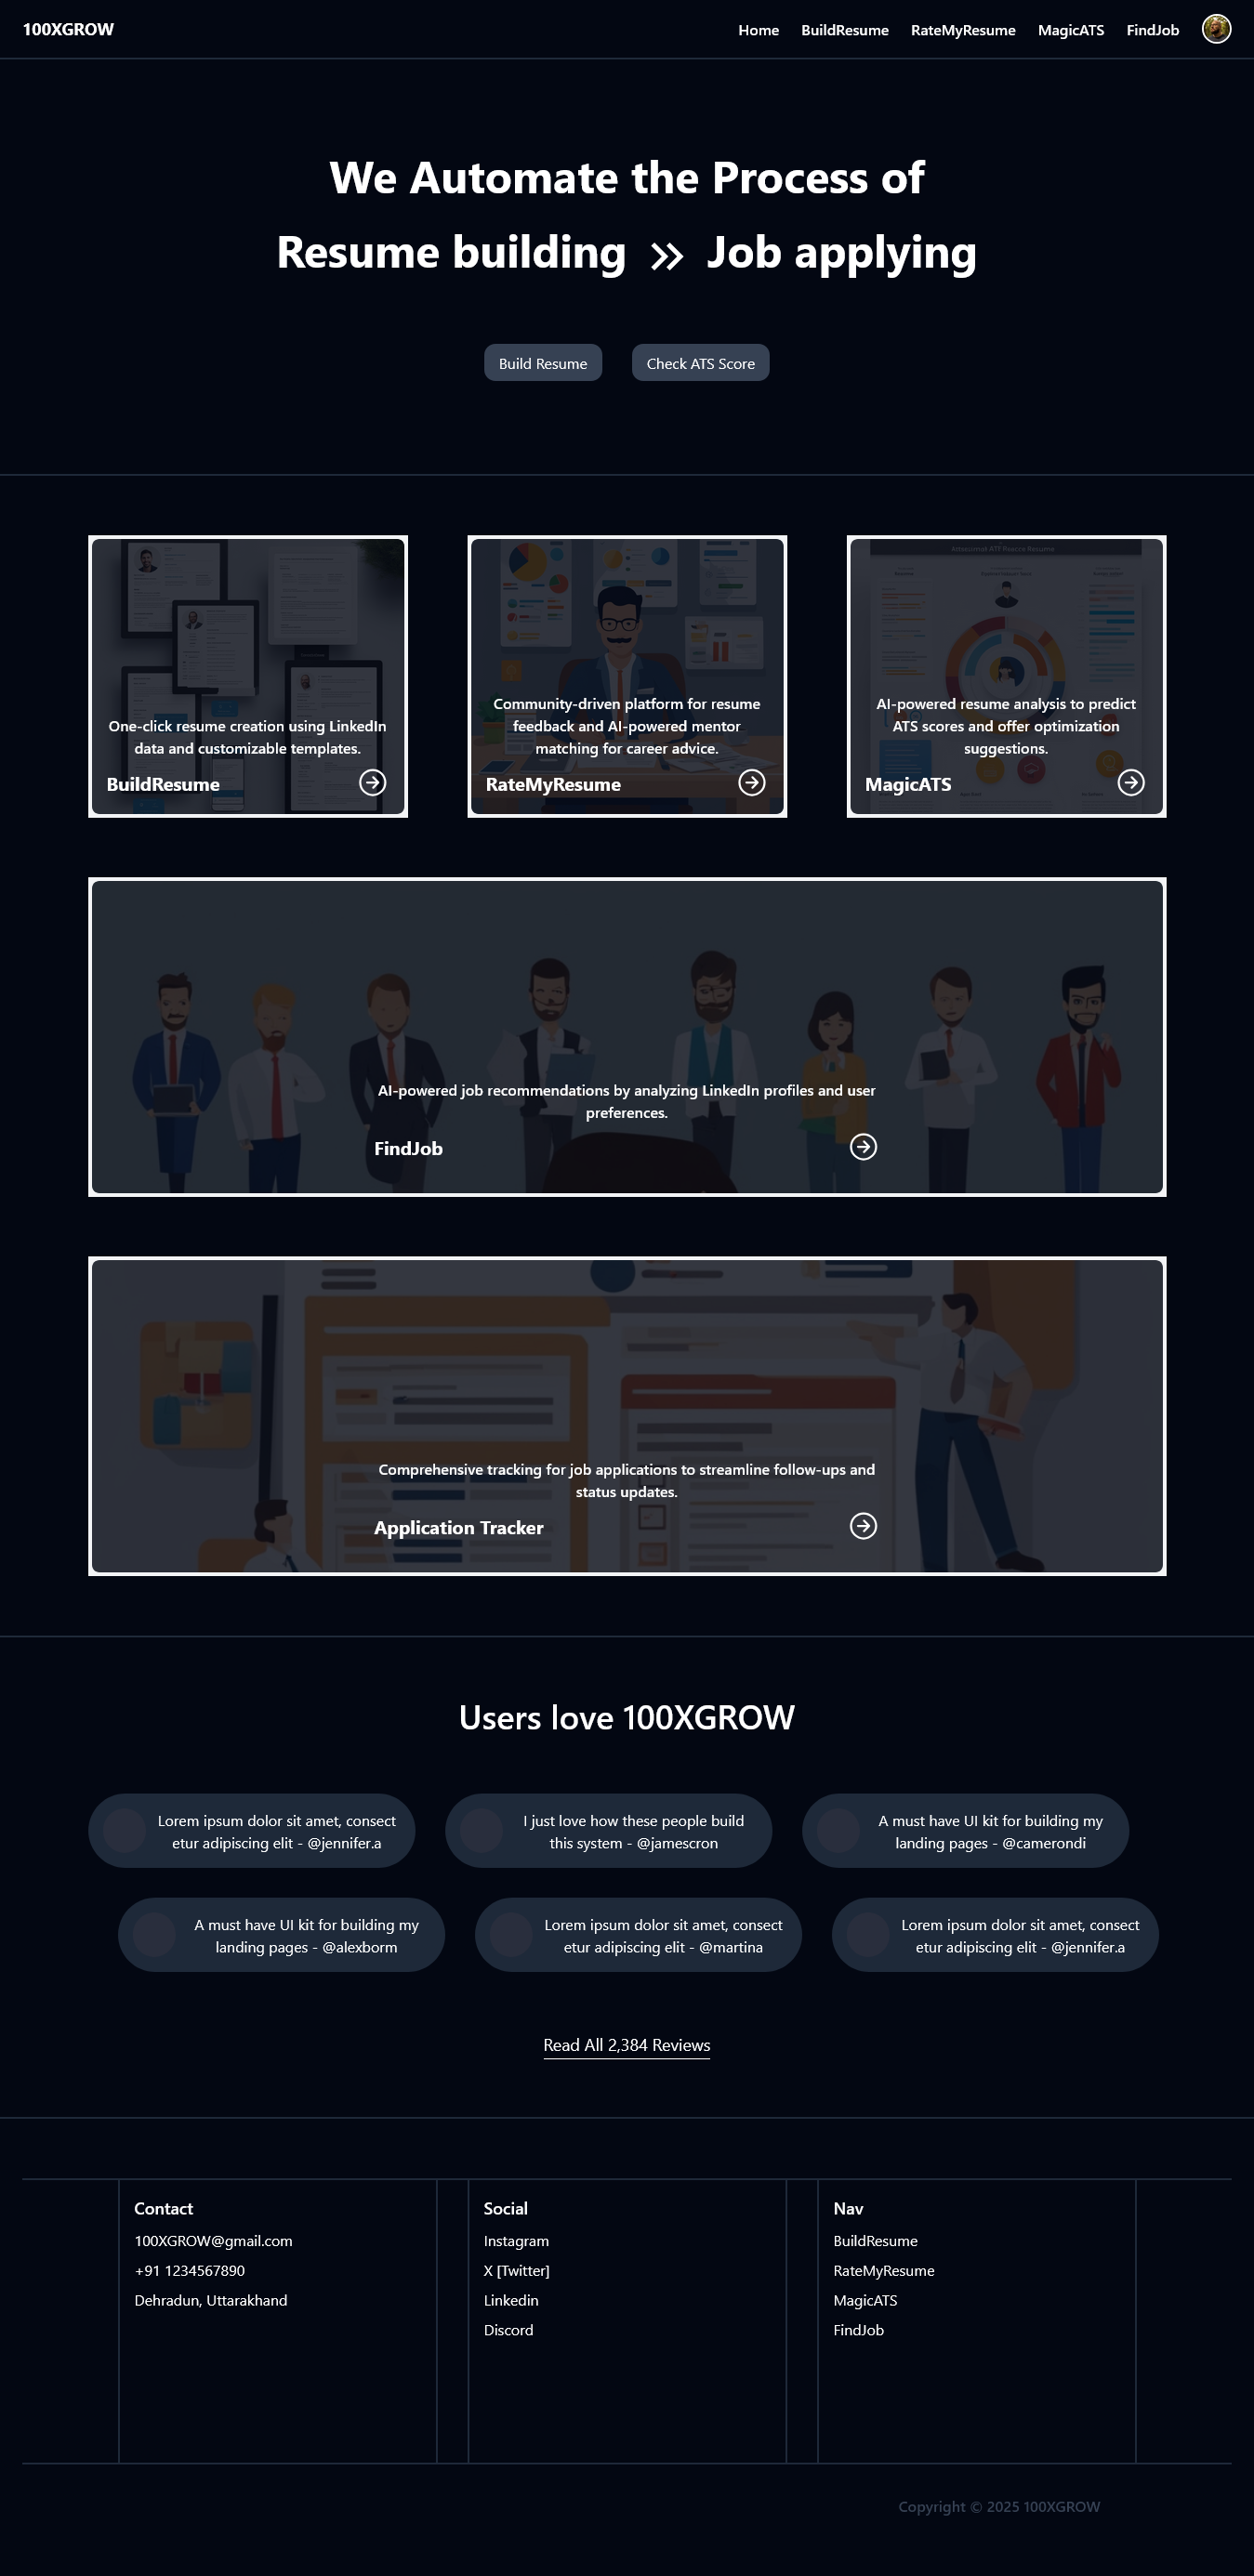 100XGROW
Home BuildResume RateMyResume MagicATS FindJob
We Automate the Process of
Resume building » Job applying
Build Resume Check ATS Score
One-click resume creation using LinkedIn
data and customizable templates.
BuildResume
Community-driven platform for resume
feedback and AI-powered mentor
matching for career advice.
RateMyResume
AI-powered resume analysis to predict
ATS scores and offer optimization
suggestions.
MagicATS
AI-powered job recommendations by analyzing LinkedIn profiles and user
preferences.
FindJob
Comprehensive tracking for job applications to streamline follow-ups and
status updates.
Application Tracker
Users love 100XGROW
Lorem ipsum dolor sit amet, consect
etur adipiscing elit - @jennifer.a
I just love how these people build
this system - @jamescron
A must have UI kit for building my
landing pages - @camerondi
A must have UI kit for building my
landing pages - @alexborm
Lorem ipsum dolor sit amet, consect
etur adipiscing elit - @martina
Lorem ipsum dolor sit amet, consect
etur adipiscing elit - @jennifer.a
Read All 2,384 Reviews
Contact
100XGROW@gmail.com
+91 1234567890
Dehradun, Uttarakhand
Social
Instagram
X [Twitter]
Linkedin
Discord
Nav
BuildResume
RateMyResume
MagicATS
FindJob
Copyright © 2025 100XGROW